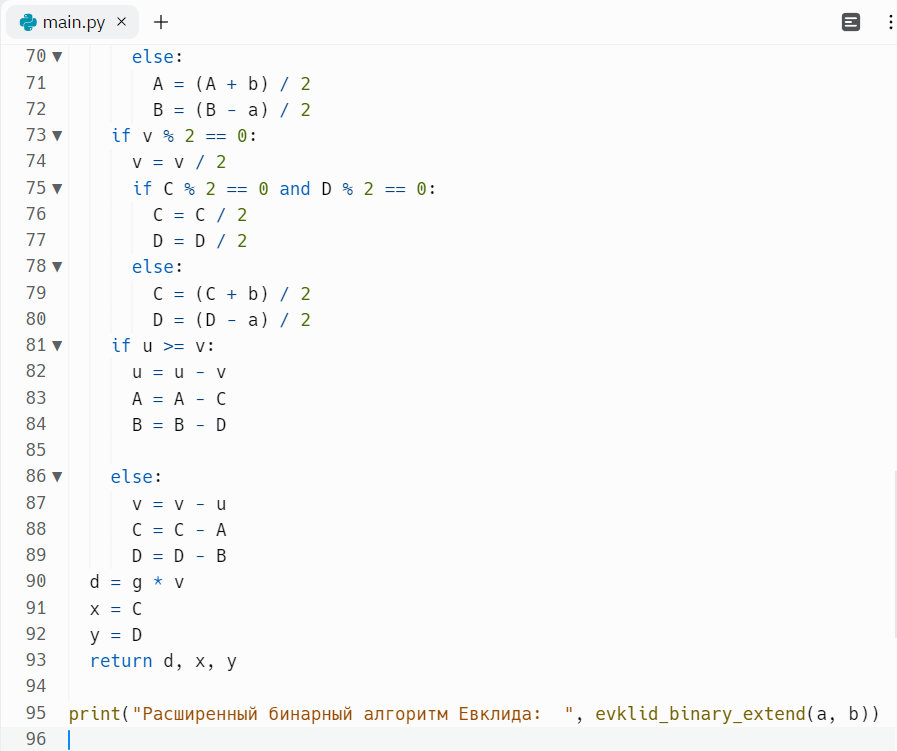 main.py × +
70 ▼ else:
71 A = (A + b) / 2
72 B = (B - a) / 2
73 ▼ if v % 2 == 0:
74 v = v / 2
75 ▼ if C % 2 == 0 and D % 2 == 0:
76 C = C / 2
77 D = D / 2
78 ▼ else:
79 C = (C + b) / 2
80 D = (D - a) / 2
81 ▼ if u >= v:
82 u = u - v
83 A = A - C
84 B = B - D
85
86 ▼ else:
87 v = v - u
88 C = C - A
89 D = D - B
90 d = g * v
91 x = C
92 y = D
93 return d, x, y
94
95 print("Расширенный бинарный алгоритм Евклида:  ", evklid_binary_extend(a, b))
96